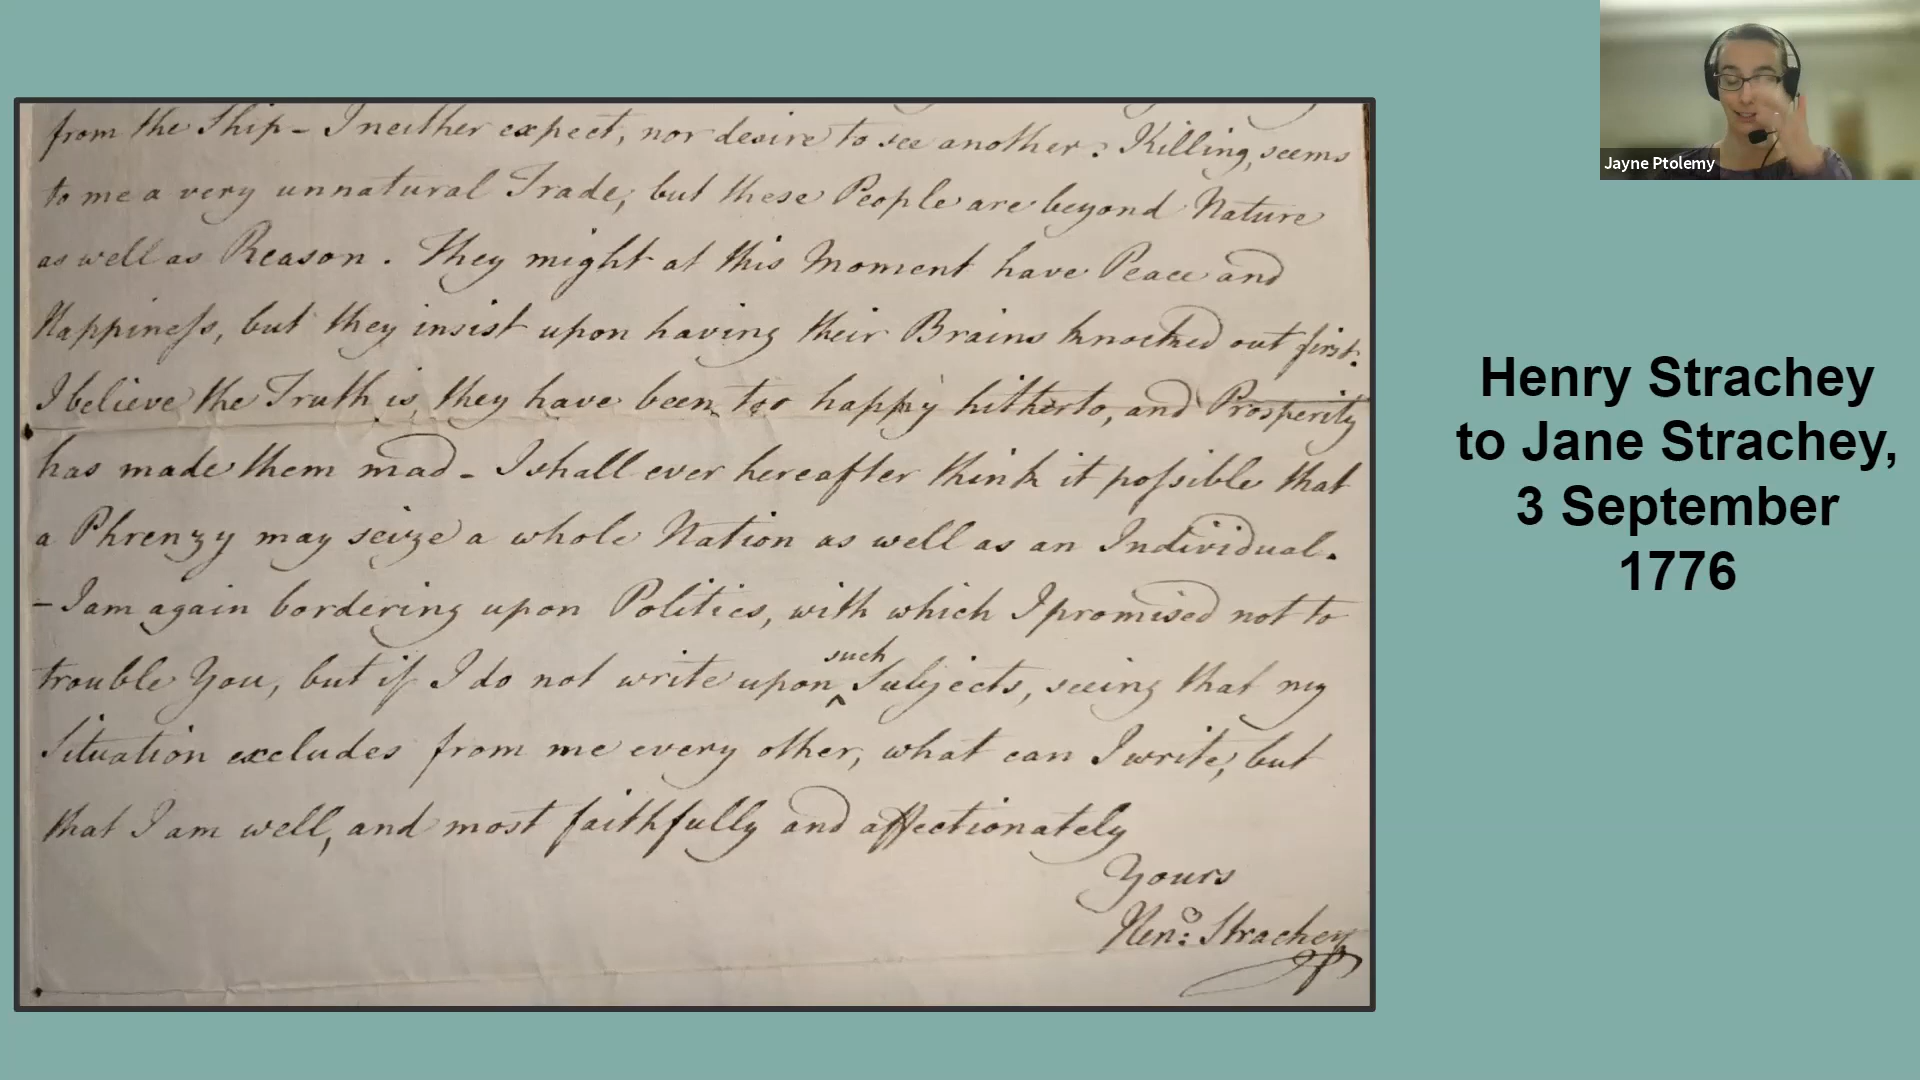 from the Ship – I neither expect, nor desire to see another: Killing, seems
to me a very unnatural Trade; but these People are beyond Nature
as well as Reason. They might at this Moment have Peace and
Happineſs, but they insist upon having their Brains knocked out first.
I believe the Truth is, they have been too happy hitherto, and Prosperity
has made them mad – I shall ever hereafter think it poſsible that
a Phrenzy may seize a whole Nation as well as an Individual.
– I am again bordering upon Politics, with which I promised not to
such
trouble You, but if I do not write upon ‸ Subjects, seeing that my
Situation excludes from me every other, what can I write, but
that I am well, and most faithfully and affectionately
Yours
Hen: Strachey
Henry Strachey
to Jane Strachey,
3 September
1776
Jayne Ptolemy